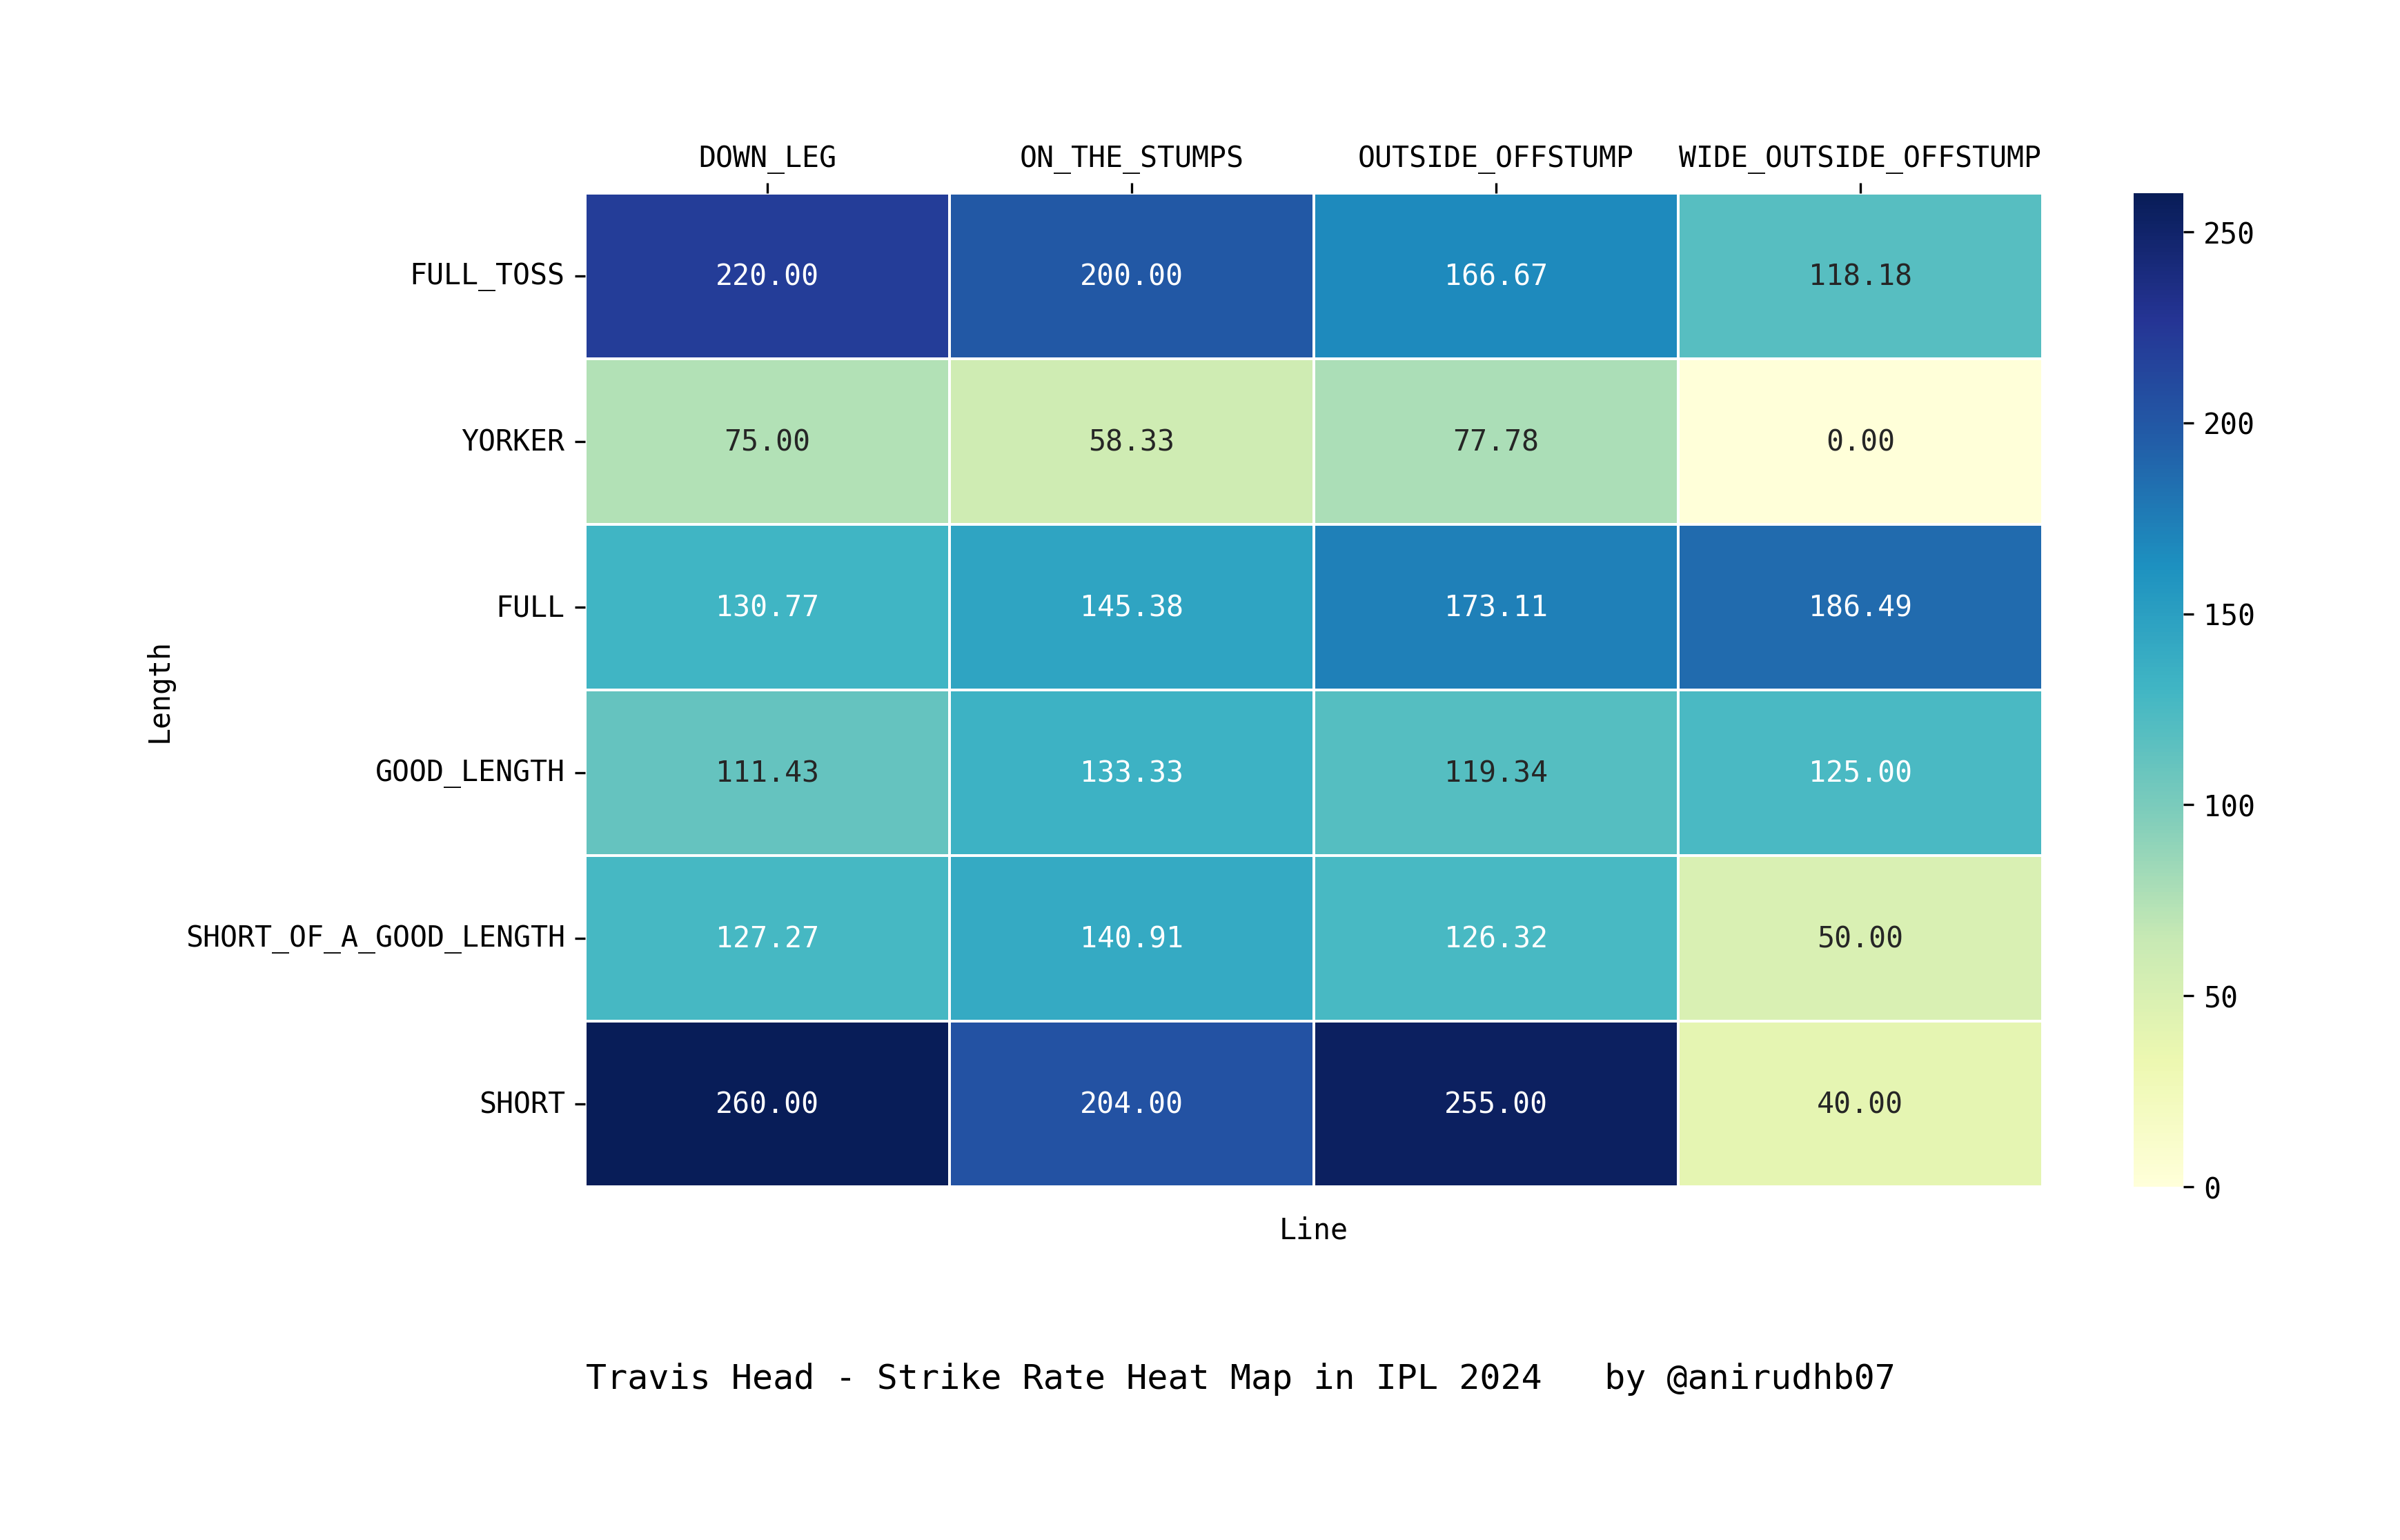 DOWN_LEG ON_THE_STUMPS OUTSIDE_OFFSTUMP WIDE_OUTSIDE_OFFSTUMP
FULL_TOSS 220.00 200.00 166.67 118.18
YORKER 75.00 58.33 77.78 0.00
FULL 130.77 145.38 173.11 186.49
GOOD_LENGTH 111.43 133.33 119.34 125.00
SHORT_OF_A_GOOD_LENGTH 127.27 140.91 126.32 50.00
SHORT 260.00 204.00 255.00 40.00
Length
Line
250
200
150
100
50
0
Travis Head - Strike Rate Heat Map in IPL 2024   by @anirudhb07